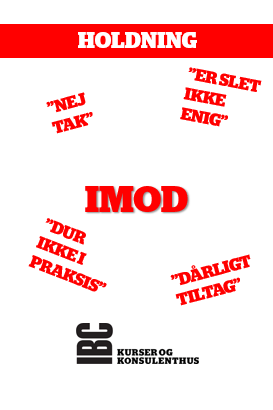 HOLDNING
"NEJ
TAK"
"ER SLET
IKKE
ENIG"
IMOD
"DUR
IKKE I
PRAKSIS"
"DÅRLIGT
TILTAG"
IBC
KURSER OG
KONSULENTHUS